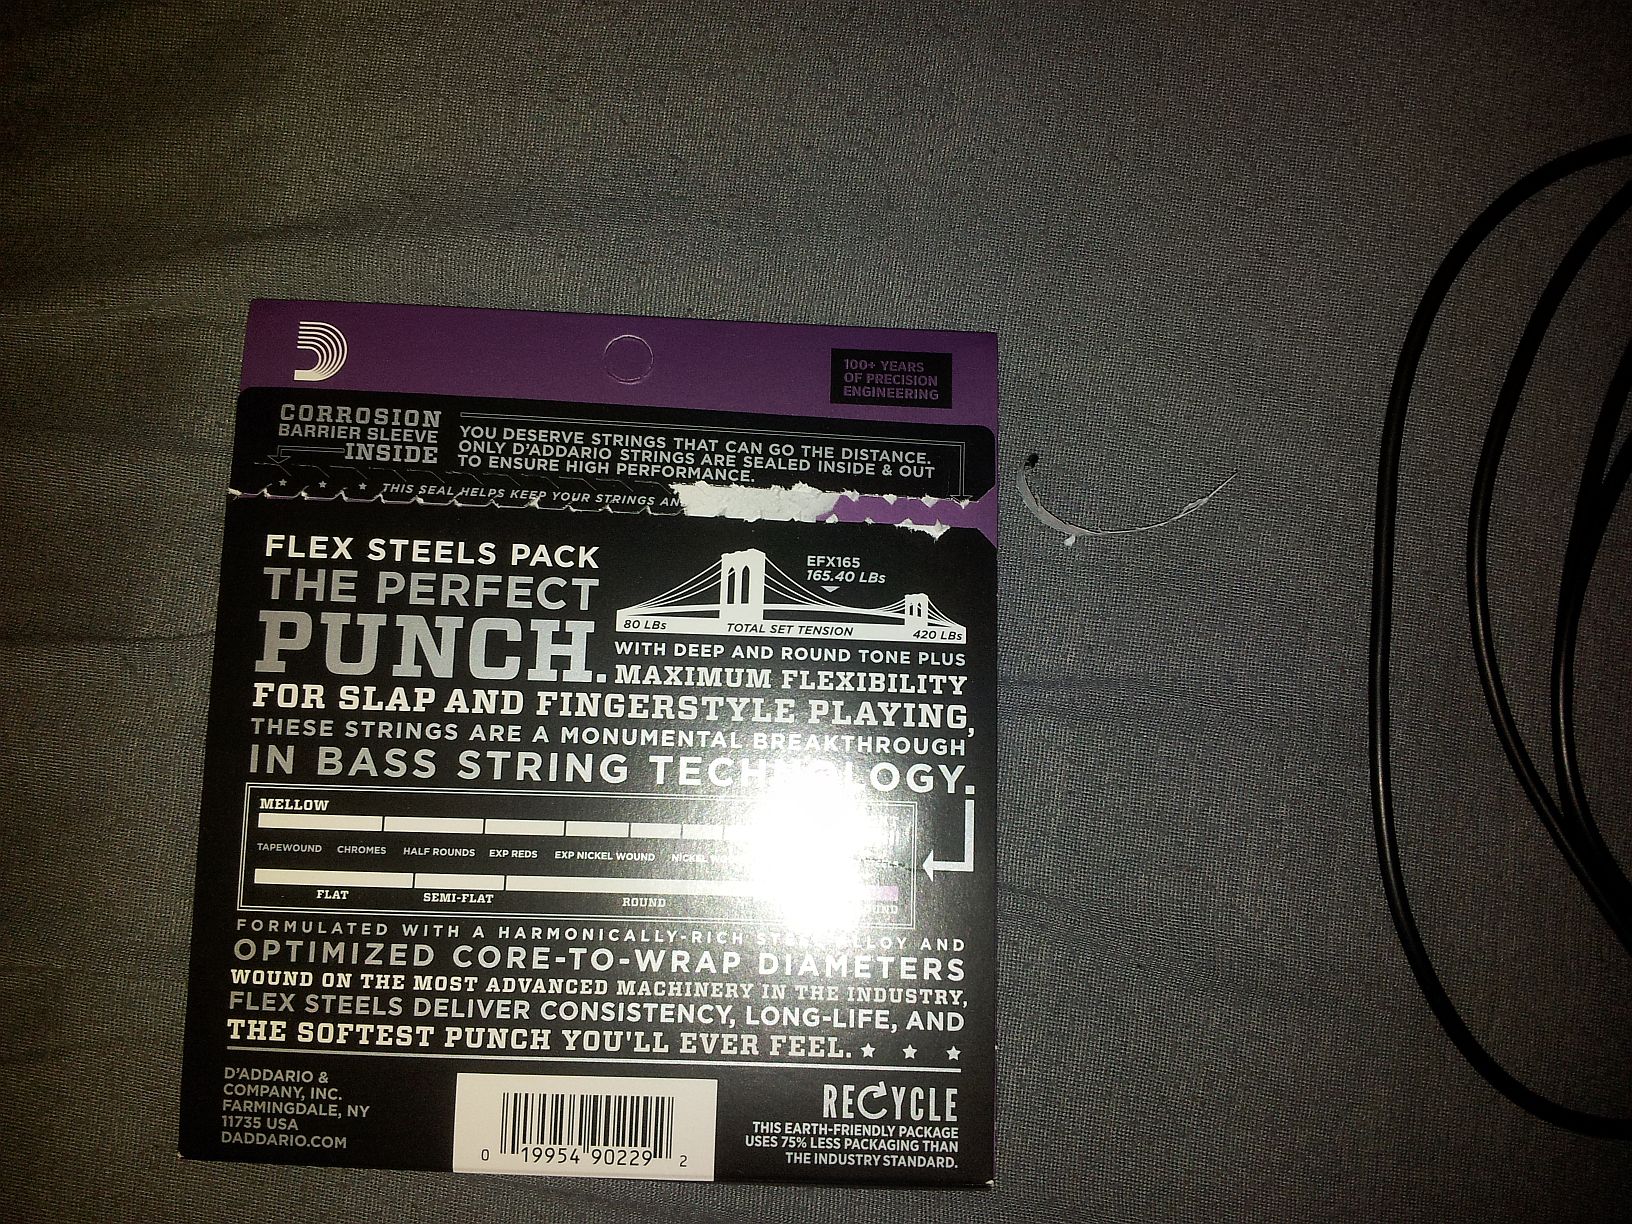 100+ YEARS
OF PRECISION
ENGINEERING
CORROSION
BARRIER SLEEVE
INSIDE
YOU DESERVE STRINGS THAT CAN GO THE DISTANCE.
ONLY D'ADDARIO STRINGS ARE SEALED INSIDE & OUT
TO ENSURE HIGH PERFORMANCE.
THIS SEAL HELPS KEEP YOUR STRINGS AN
FLEX STEELS PACK
THE PERFECT
PUNCH.
EFX165
165.40 LBs
80 LBs TOTAL SET TENSION 420 LBs
WITH DEEP AND ROUND TONE PLUS
MAXIMUM FLEXIBILITY
FOR SLAP AND FINGERSTYLE PLAYING,
THESE STRINGS ARE A MONUMENTAL BREAKTHROUGH
IN BASS STRING TECHNOLOGY.
MELLOW
TAPEWOUND CHROMES HALF ROUNDS EXP REDS EXP NICKEL WOUND NICKEL
FLAT SEMI-FLAT ROUND
FORMULATED WITH A HARMONICALLY-RICH STEEL ALLOY AND
OPTIMIZED CORE-TO-WRAP DIAMETERS
WOUND ON THE MOST ADVANCED MACHINERY IN THE INDUSTRY,
FLEX STEELS DELIVER CONSISTENCY, LONG-LIFE, AND
THE SOFTEST PUNCH YOU'LL EVER FEEL.
D'ADDARIO &
COMPANY, INC.
FARMINGDALE, NY
11735 USA
DADDARIO.COM
0 19954 90229 2
RECYCLE
THIS EARTH-FRIENDLY PACKAGE
USES 75% LESS PACKAGING THAN
THE INDUSTRY STANDARD.